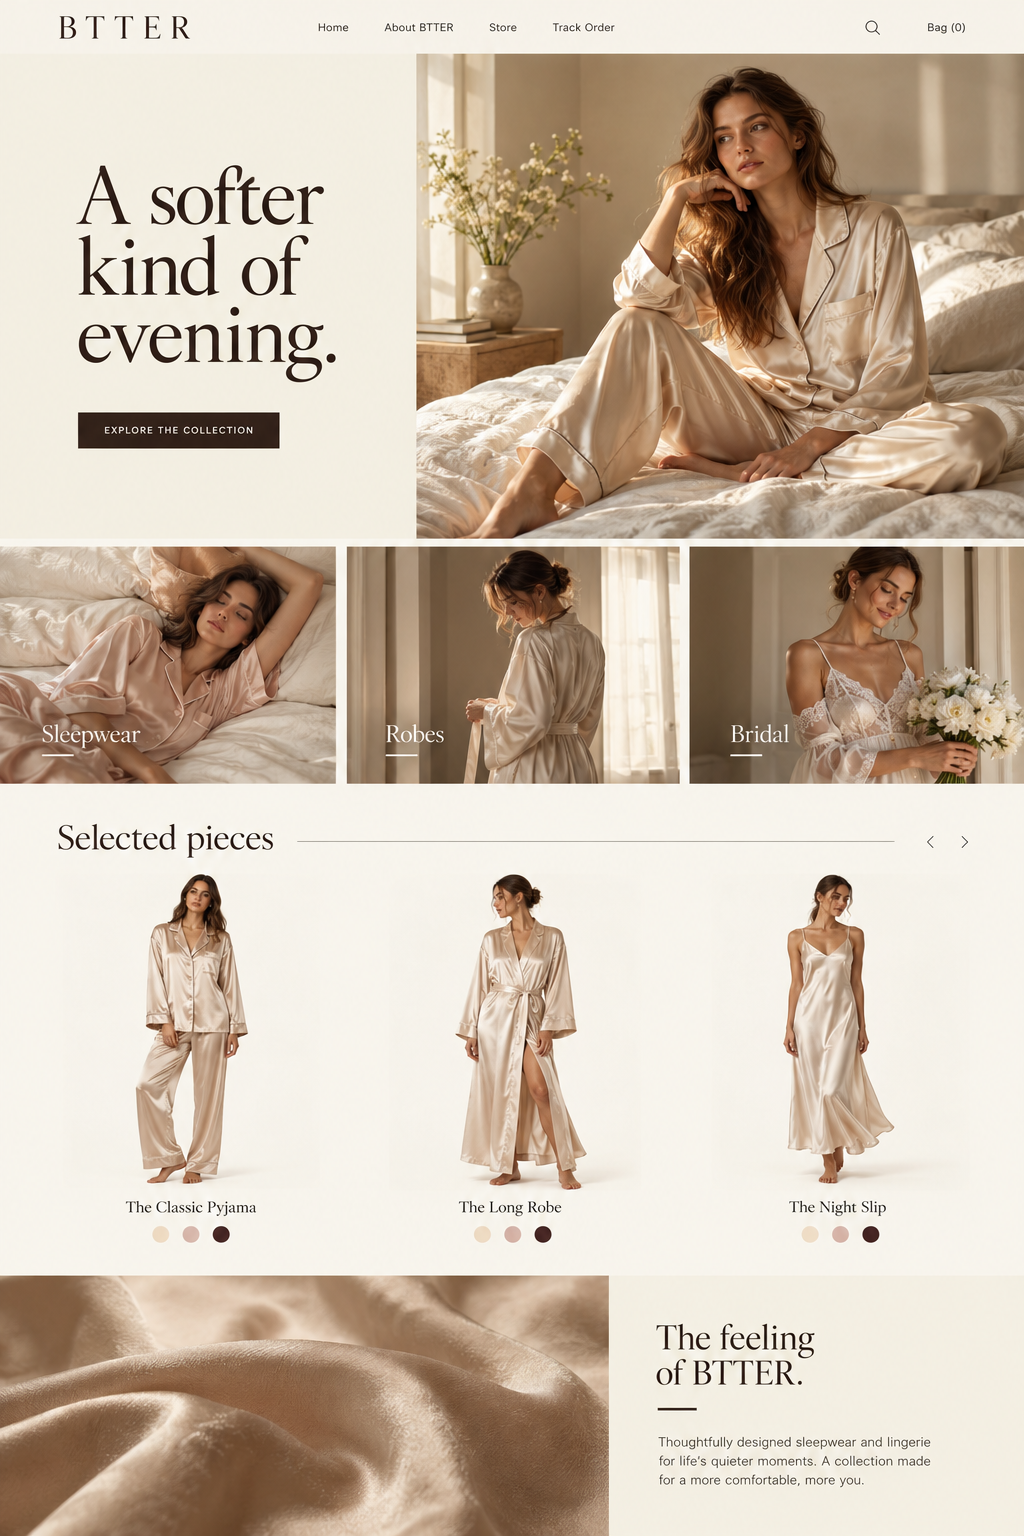 BTTER
Home
About BTTER
Store
Track Order
Bag (0)
A softer
kind of
evening.
EXPLORE THE COLLECTION
Sleepwear
Robes
Bridal
Selected pieces
The Classic Pyjama
The Long Robe
The Night Slip
The feeling
of BTTER.
Thoughtfully designed sleepwear and lingerie
for life's quieter moments. A collection made
for a more comfortable, more you.